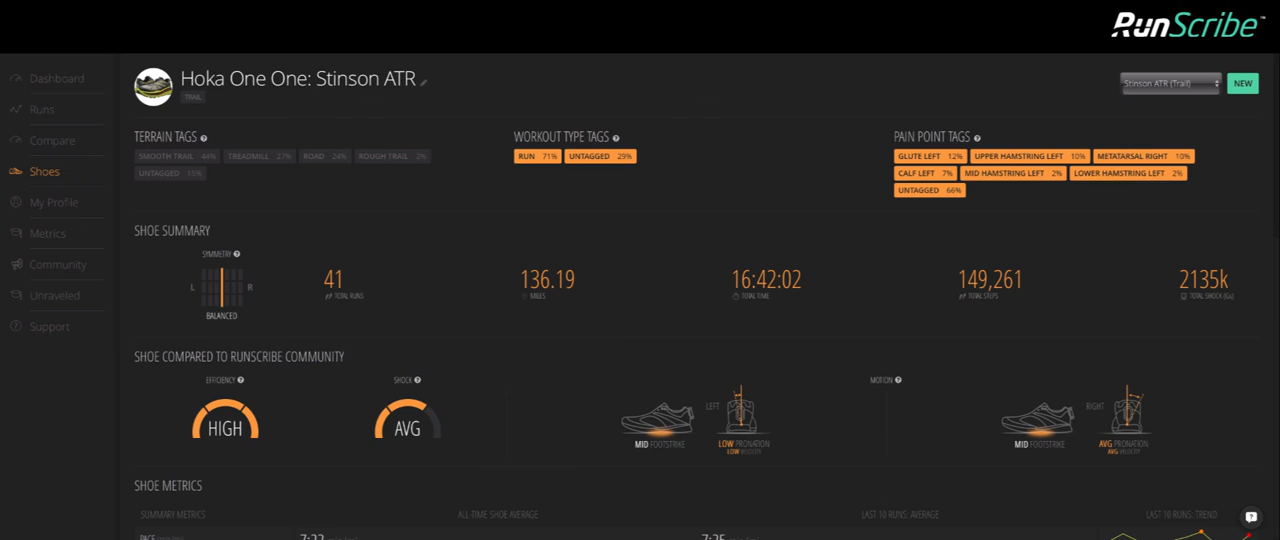 RunScribe™
Dashboard
Runs
Compare
Shoes
My Profile
Metrics
Community
Unraveled
Support
Hoka One One: Stinson ATR
TRAIL
Stinson ATR (Trail)
NEW
TERRAIN TAGS
SMOOTH TRAIL 44% TREADMILL 27% ROAD 24% ROUGH TRAIL 2%
UNTAGGED 15%
WORKOUT TYPE TAGS
RUN 71% UNTAGGED 29%
PAIN POINT TAGS
GLUTE LEFT 12% UPPER HAMSTRING LEFT 10% METATARSAL RIGHT 10%
CALF LEFT 7% MID HAMSTRING LEFT 2% LOWER HAMSTRING LEFT 2%
UNTAGGED 66%
SHOE SUMMARY
SYMMETRY
L R
BALANCED
41
TOTAL RUNS
136.19
MILES
16:42:02
TOTAL TIME
149,261
TOTAL STEPS
2135k
TOTAL SHOCK (Gs)
SHOE COMPARED TO RUNSCRIBE COMMUNITY
EFFICIENCY
HIGH
SHOCK
AVG
MOTION
LEFT
MID FOOTSTRIKE
LOW PRONATION
LOW VELOCITY
RIGHT
MID FOOTSTRIKE
AVG PRONATION
AVG VELOCITY
SHOE METRICS
SUMMARY METRICS ALL-TIME SHOE AVERAGE LAST 10 RUNS: AVERAGE LAST 10 RUNS: TREND